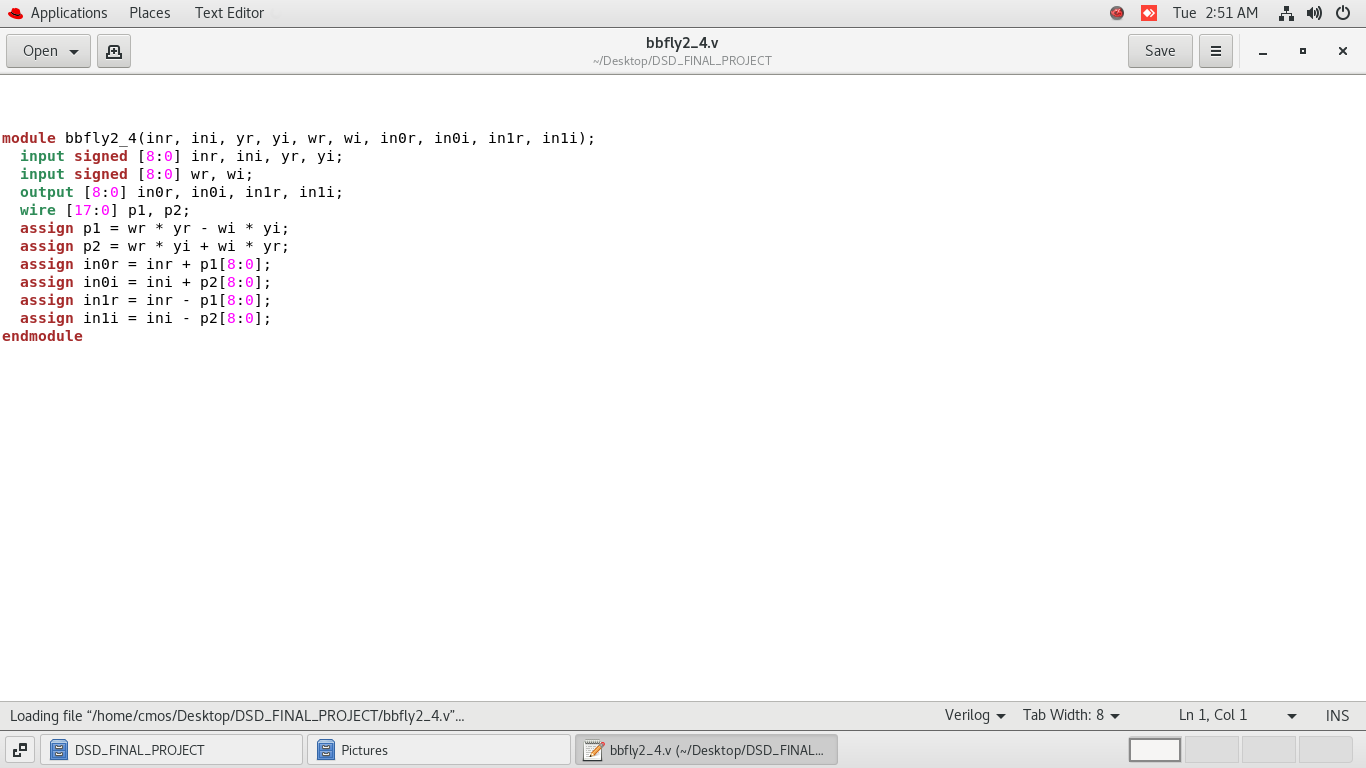 Applications Places Text Editor Tue 2:51 AM
Open bbfly2_4.v Save
~/Desktop/DSD_FINAL_PROJECT
module bbfly2_4(inr, ini, yr, yi, wr, wi, in0r, in0i, in1r, in1i);
  input signed [8:0] inr, ini, yr, yi;
  input signed [8:0] wr, wi;
  output [8:0] in0r, in0i, in1r, in1i;
  wire [17:0] p1, p2;
  assign p1 = wr * yr - wi * yi;
  assign p2 = wr * yi + wi * yr;
  assign in0r = inr + p1[8:0];
  assign in0i = ini + p2[8:0];
  assign in1r = inr - p1[8:0];
  assign in1i = ini - p2[8:0];
endmodule
Loading file “/home/cmos/Desktop/DSD_FINAL_PROJECT/bbfly2_4.v”... Verilog Tab Width: 8 Ln 1, Col 1 INS
DSD_FINAL_PROJECT Pictures bbfly2_4.v (~/Desktop/DSD_FINAL...